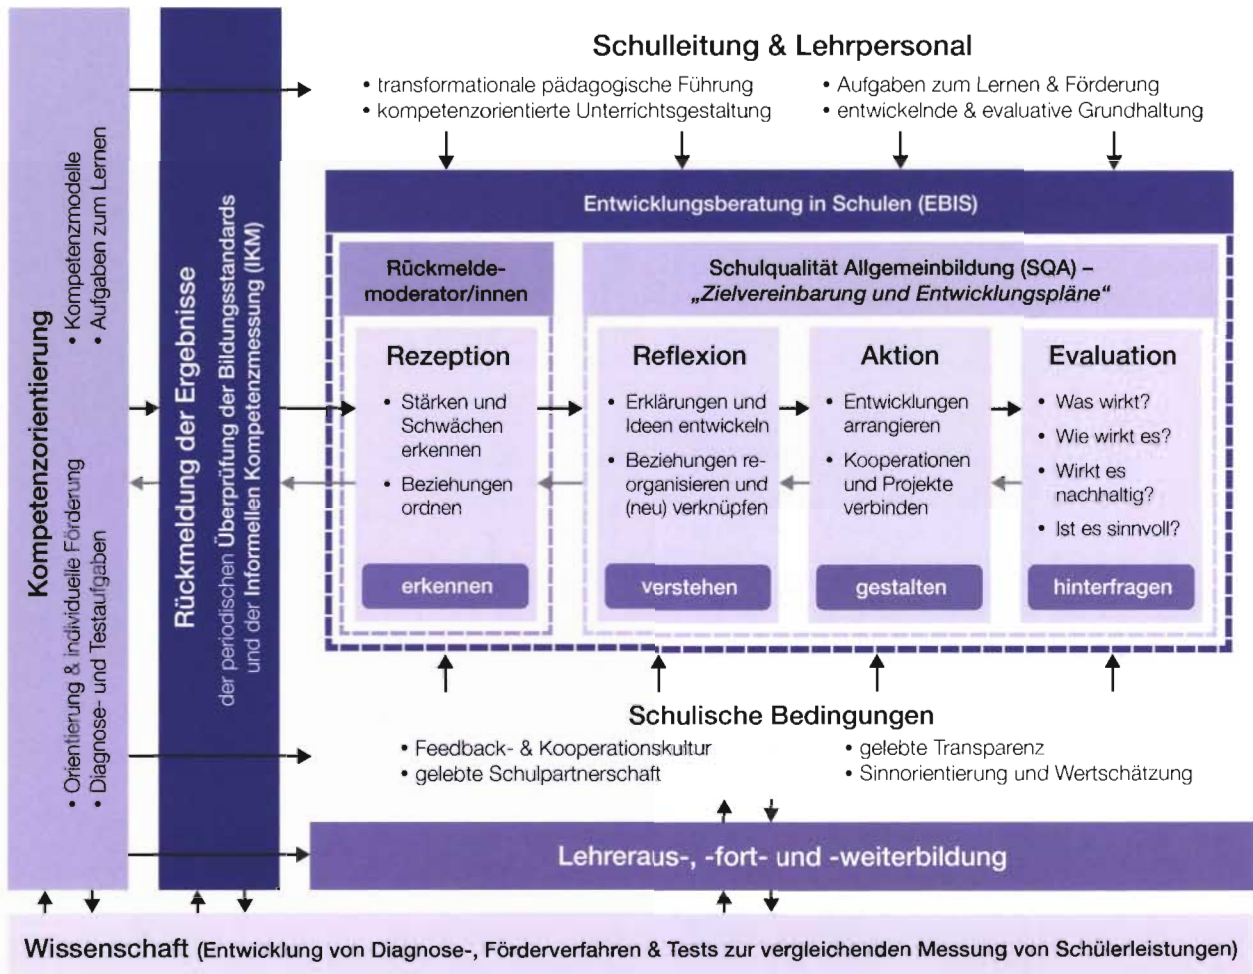 Kompetenzorientierung
• Orientierung & individuelle Förderung
• Diagnose- und Testaufgaben
• Kompetenzmodelle
• Aufgaben zum Lernen
Rückmeldung der Ergebnisse
der periodischen Überprüfung der Bildungsstandards
und der Informellen Kompetenzmessung (IKM)
Schulleitung & Lehrpersonal
• transformationale pädagogische Führung
• kompetenzorientierte Unterrichtsgestaltung
• Aufgaben zum Lernen & Förderung
• entwickelnde & evaluative Grundhaltung
Entwicklungsberatung in Schulen (EBIS)
Rückmelde-
moderator/innen
Schulqualität Allgemeinbildung (SQA) –
„Zielvereinbarung und Entwicklungspläne“
Rezeption
• Stärken und
Schwächen
erkennen
• Beziehungen
ordnen
erkennen
Reflexion
• Erklärungen und
Ideen entwickeln
• Beziehungen re-
organisieren und
(neu) verknüpfen
verstehen
Aktion
• Entwicklungen
arrangieren
• Kooperationen
und Projekte
verbinden
gestalten
Evaluation
• Was wirkt?
• Wie wirkt es?
• Wirkt es
nachhaltig?
• Ist es sinnvoll?
hinterfragen
Schulische Bedingungen
• Feedback- & Kooperationskultur
• gelebte Schulpartnerschaft
• gelebte Transparenz
• Sinnorientierung und Wertschätzung
Lehreraus-, -fort- und -weiterbildung
Wissenschaft (Entwicklung von Diagnose-, Förderverfahren & Tests zur vergleichenden Messung von Schülerleistungen)